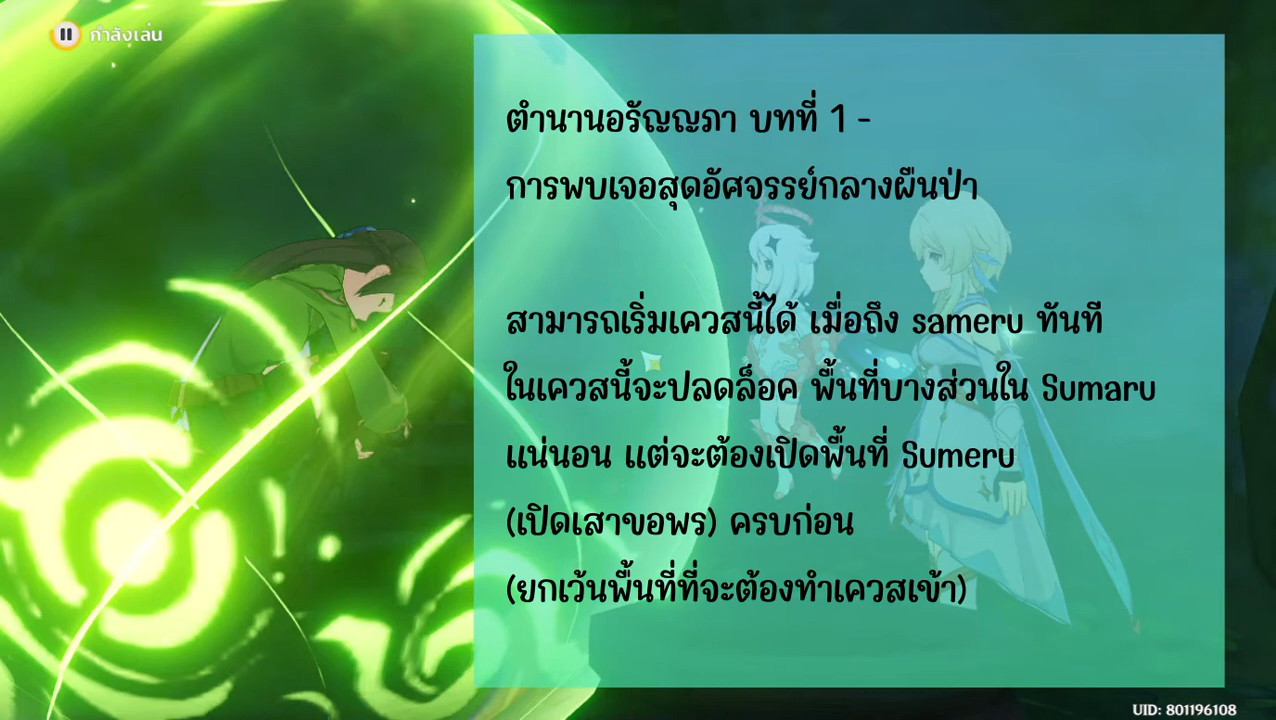 กำลังเล่น
ตำนานอรัญญภา บทที่ 1 -
การพบเจอสุดอัศจรรย์กลางผืนป่า
สามารถเริ่มเควสนี้ได้ เมื่อถึง sameru ทันที
ในเควสนี้จะปลดล็อค พื้นที่บางส่วนใน Sumaru
แน่นอน แต่จะต้องเปิดพื้นที่ Sumeru
(เปิดเสาขอพร) ครบก่อน
(ยกเว้นพื้นที่ที่จะต้องทำเควสเข้า)
UID: 801196108